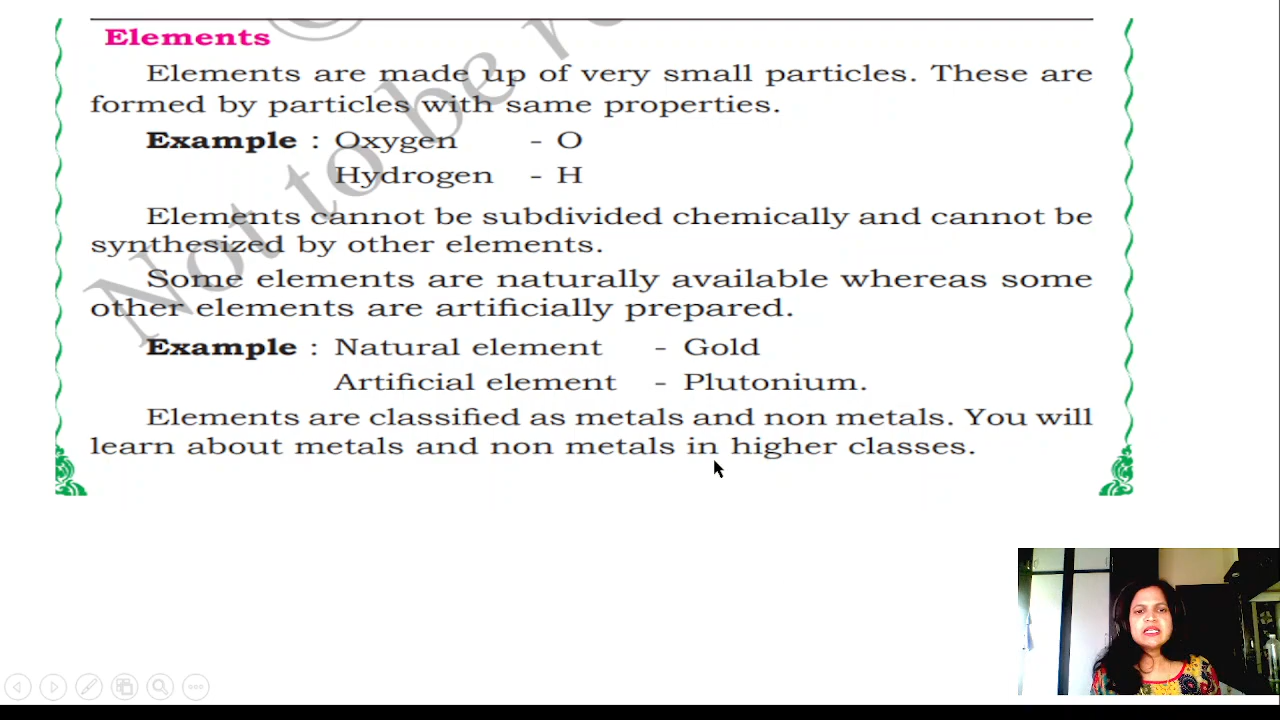 Elements
Elements are made up of very small particles. These are
formed by particles with same properties.
Example : Oxygen - O
Hydrogen - H
Elements cannot be subdivided chemically and cannot be
synthesized by other elements.
Some elements are naturally available whereas some
other elements are artificially prepared.
Example : Natural element - Gold
Artificial element - Plutonium.
Elements are classified as metals and non metals. You will
learn about metals and non metals in higher classes.
Not to be